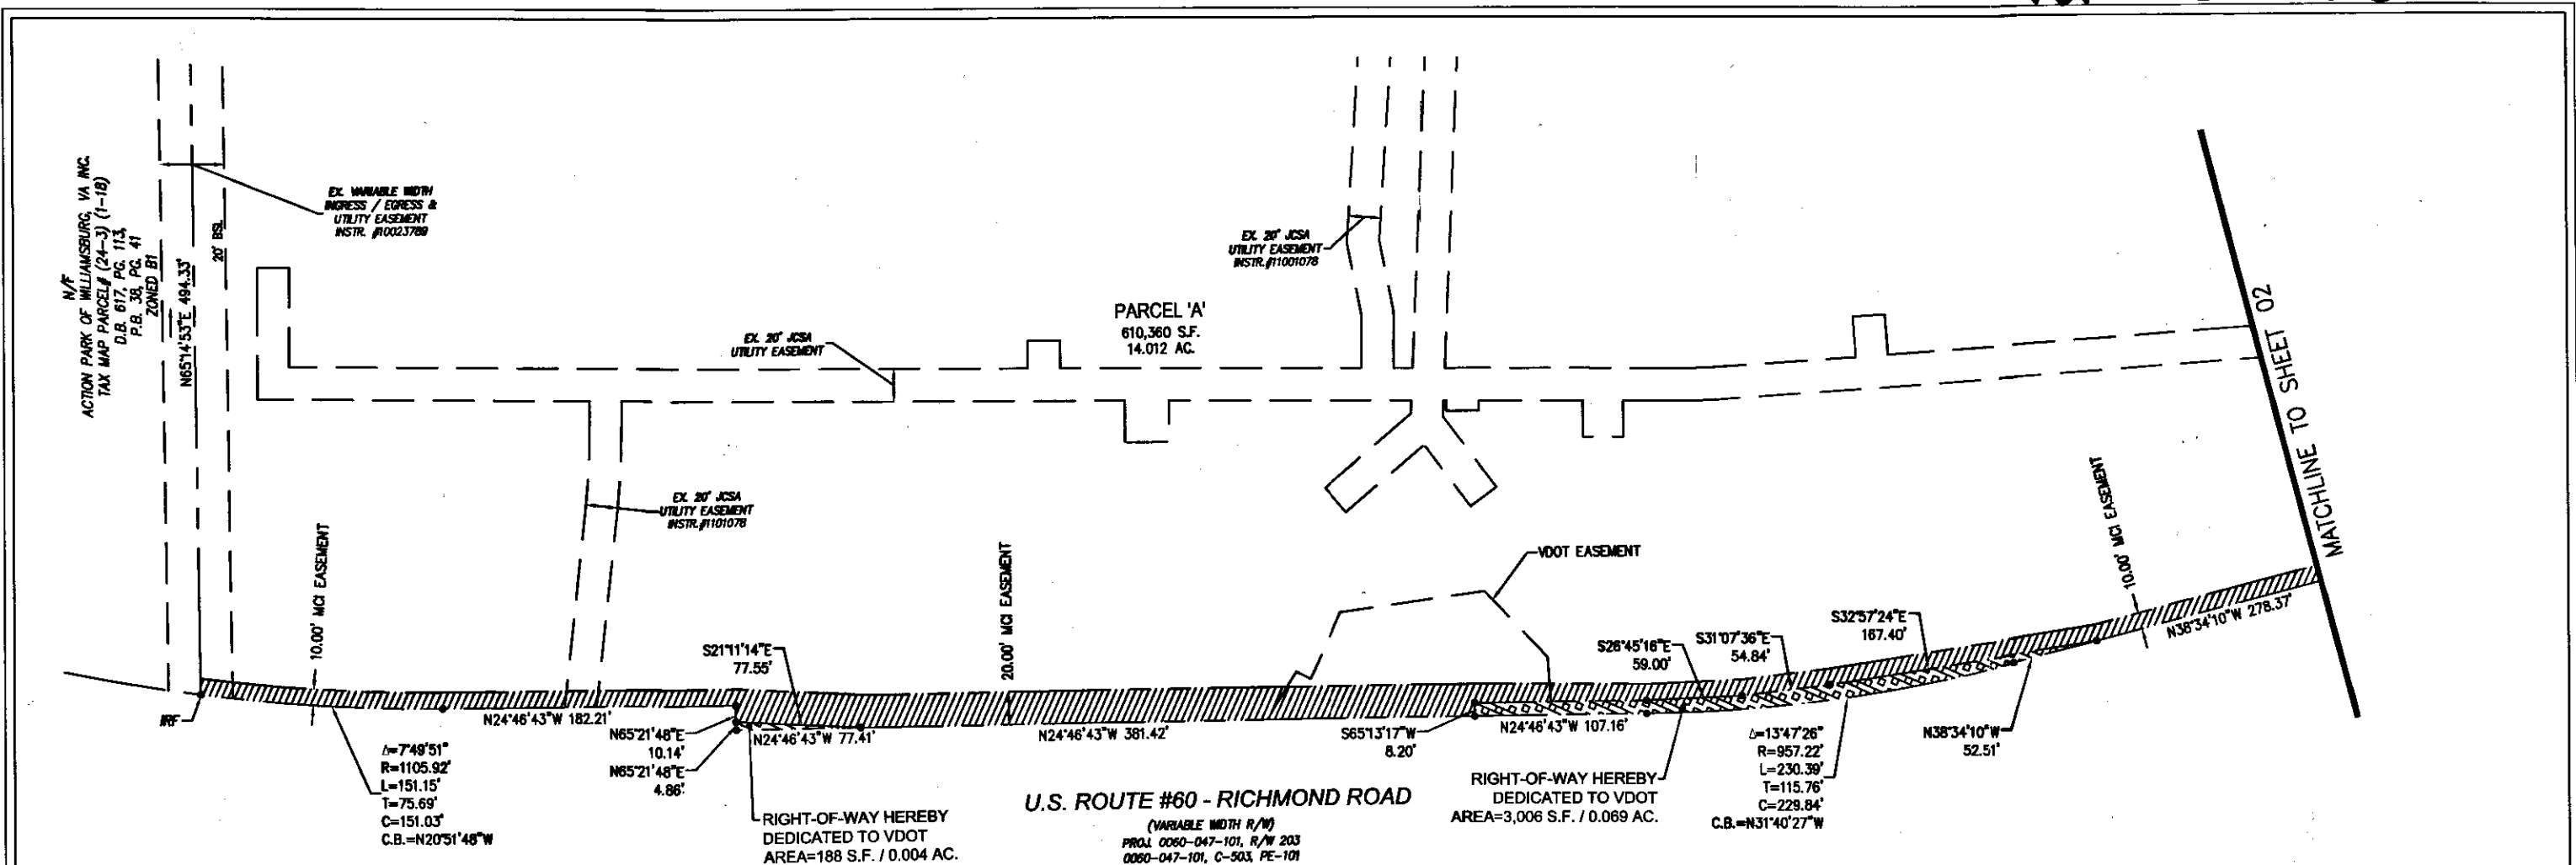 N/F
ACTION PARK OF WILLIAMSBURG, VA INC.
TAX MAP PARCEL# (24-3) (1-18)
D.B. 617, PG. 113,
P.B. 38, PG. 41
ZONED B1
N65°14'53"E 494.33'
20' BSL
EX. VARIABLE WIDTH
INGRESS / EGRESS &
UTILITY EASEMENT
INSTR. #10023789
EX. 20' JCSA
UTILITY EASEMENT
PARCEL 'A'
610,360 S.F.
14.012 AC.
EX. 20' JCSA
UTILITY EASEMENT
INSTR.#11001078
MATCHLINE TO SHEET 02
EX. 20' JCSA
UTILITY EASEMENT
INSTR.#1101078
10.00' MCI EASEMENT
20.00' MCI EASEMENT
VDOT EASEMENT
10.00' MCI EASEMENT
IRF
Δ=7°49'51"
R=1105.92'
L=151.15'
T=75.69'
C=151.03'
C.B.=N20°51'48"W
N24°46'43"W 182.21'
S21°11'14"E
77.55'
N65°21'48"E
10.14'
N65°21'48"E
4.86'
N24°46'43"W 77.41'
RIGHT-OF-WAY HEREBY
DEDICATED TO VDOT
AREA=188 S.F. / 0.004 AC.
N24°46'43"W 381.42'
U.S. ROUTE #60 - RICHMOND ROAD
(VARIABLE WIDTH R/W)
PROJ. 0060-047-101, R/W 203
0060-047-101, C-503, PE-101
S65°13'17"W
8.20'
N24°46'43"W 107.16'
RIGHT-OF-WAY HEREBY
DEDICATED TO VDOT
AREA=3,006 S.F. / 0.069 AC.
S26°45'16"E
59.00'
S31°07'36"E
54.84'
S32°57'24"E
167.40'
Δ=13°47'26"
R=957.22'
L=230.39'
T=115.76'
C=229.84'
C.B.=N31°40'27"W
N38°34'10"W
52.51'
N38°34'10"W 278.37'